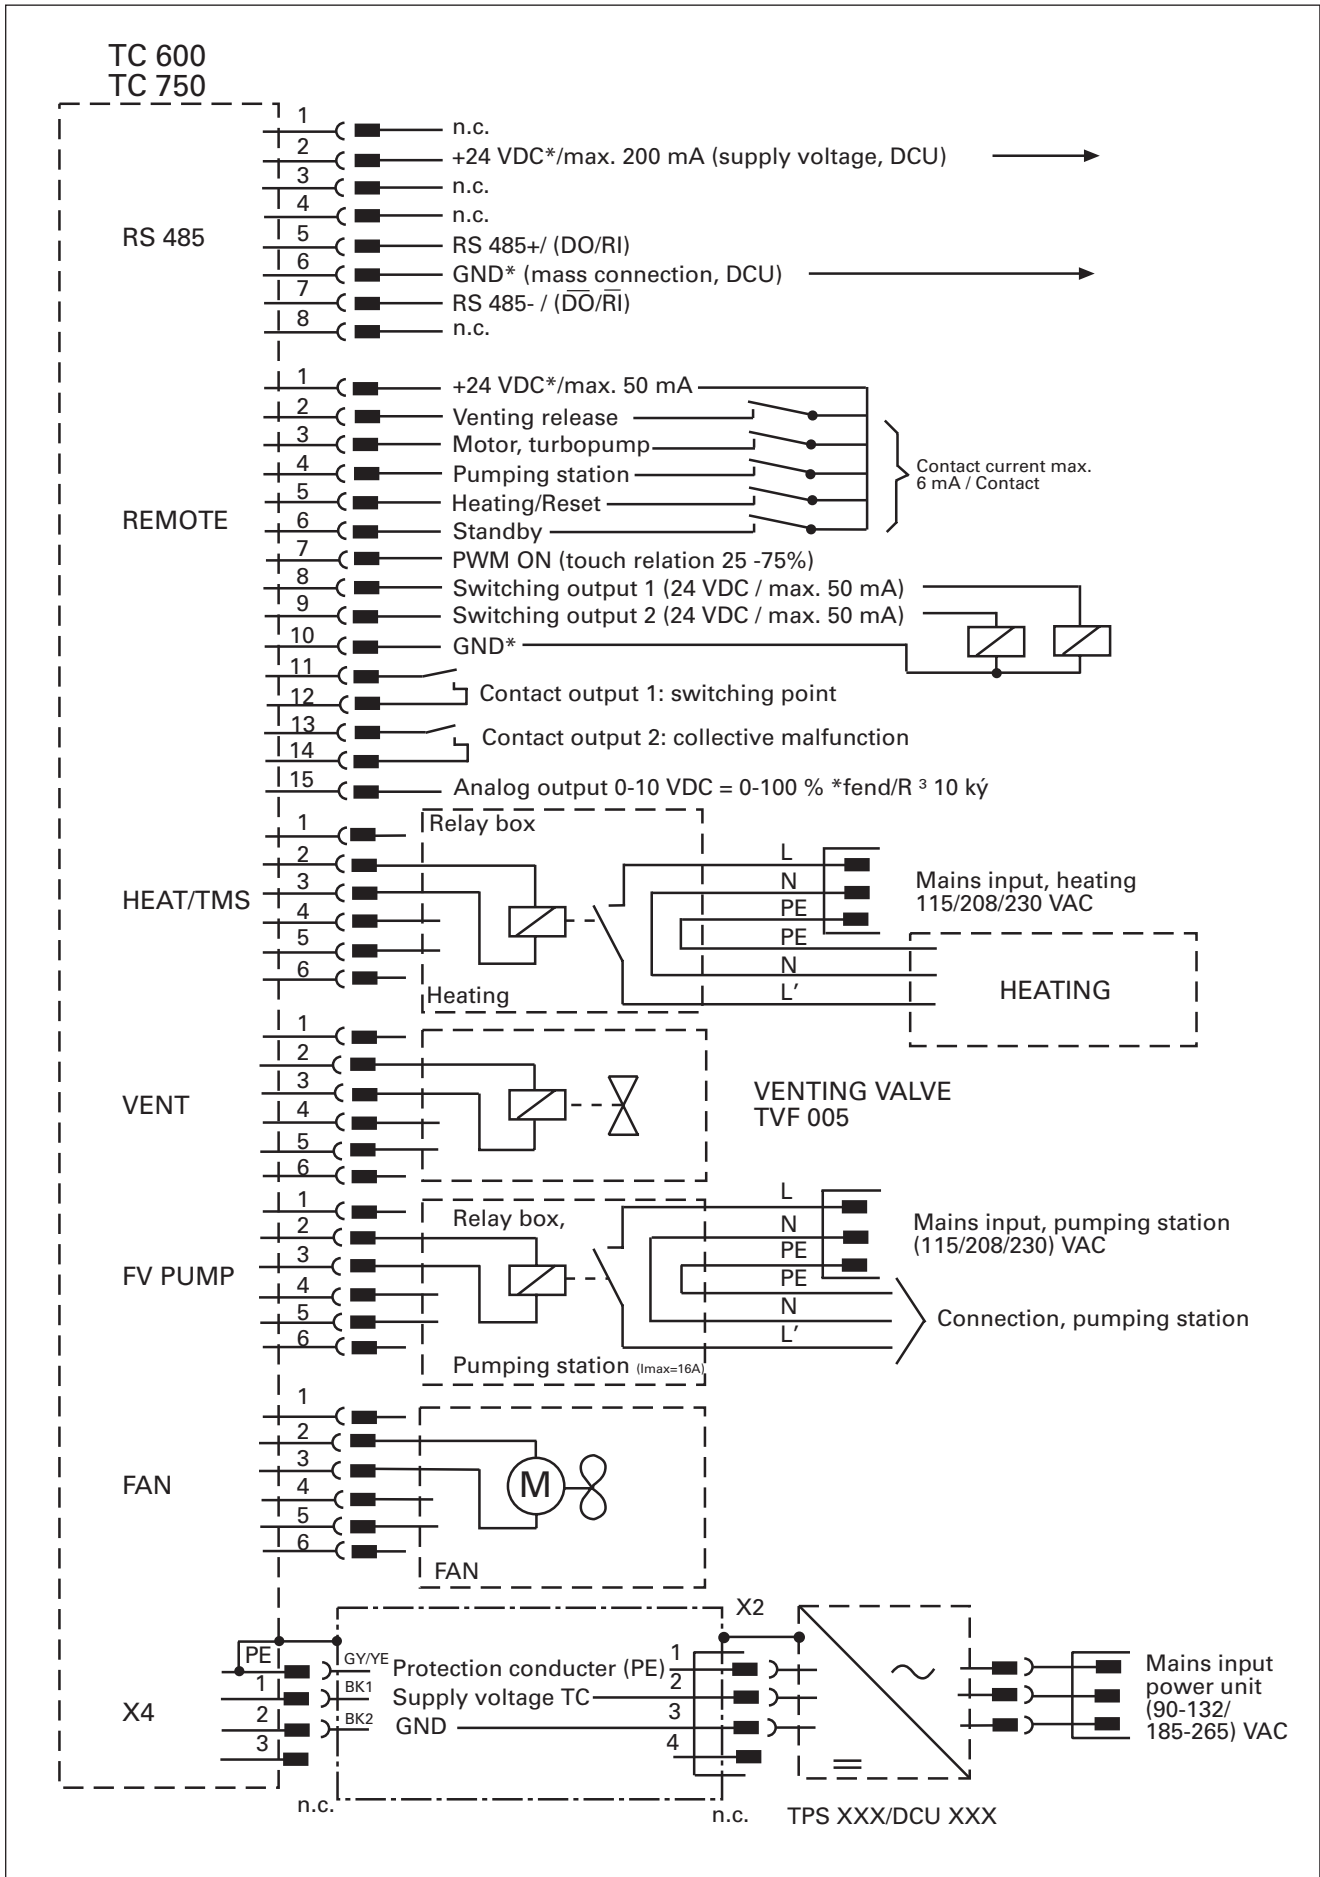 TC 600
TC 750
RS 485
1
n.c.
2
+24 VDC*/max. 200 mA (supply voltage, DCU)
3
n.c.
4
n.c.
5
RS 485+/ (DO/RI)
6
GND* (mass connection, DCU)
7
RS 485- / (D̅O̅/R̅I̅)
8
n.c.
REMOTE
1
+24 VDC*/max. 50 mA
2
Venting release
3
Motor, turbopump
4
Pumping station
5
Heating/Reset
6
Standby
Contact current max.
6 mA / Contact
7
PWM ON (touch relation 25 -75%)
8
Switching output 1 (24 VDC / max. 50 mA)
9
Switching output 2 (24 VDC / max. 50 mA)
10
GND*
11
12
Contact output 1: switching point
13
14
Contact output 2: collective malfunction
15
Analog output 0-10 VDC = 0-100 % *fend/R ³ 10 ký
HEAT/TMS
1
2
3
4
5
6
Relay box
Heating
L
N
PE
PE
N
L′
Mains input, heating
115/208/230 VAC
HEATING
VENT
1
2
3
4
5
6
VENTING VALVE
TVF 005
FV PUMP
1
2
3
4
5
6
Relay box,
Pumping station (Imax=16A)
L
N
PE
PE
N
L′
Mains input, pumping station
(115/208/230) VAC
Connection, pumping station
FAN
1
2
3
4
5
6
M
FAN
X4
PE
1
2
3
n.c.
GY/YE
BK1
BK2
Protection conducter (PE)
Supply voltage TC
GND
X2
1
2
3
4
n.c.
TPS XXX/DCU XXX
Mains input
power unit
(90-132/
185-265) VAC